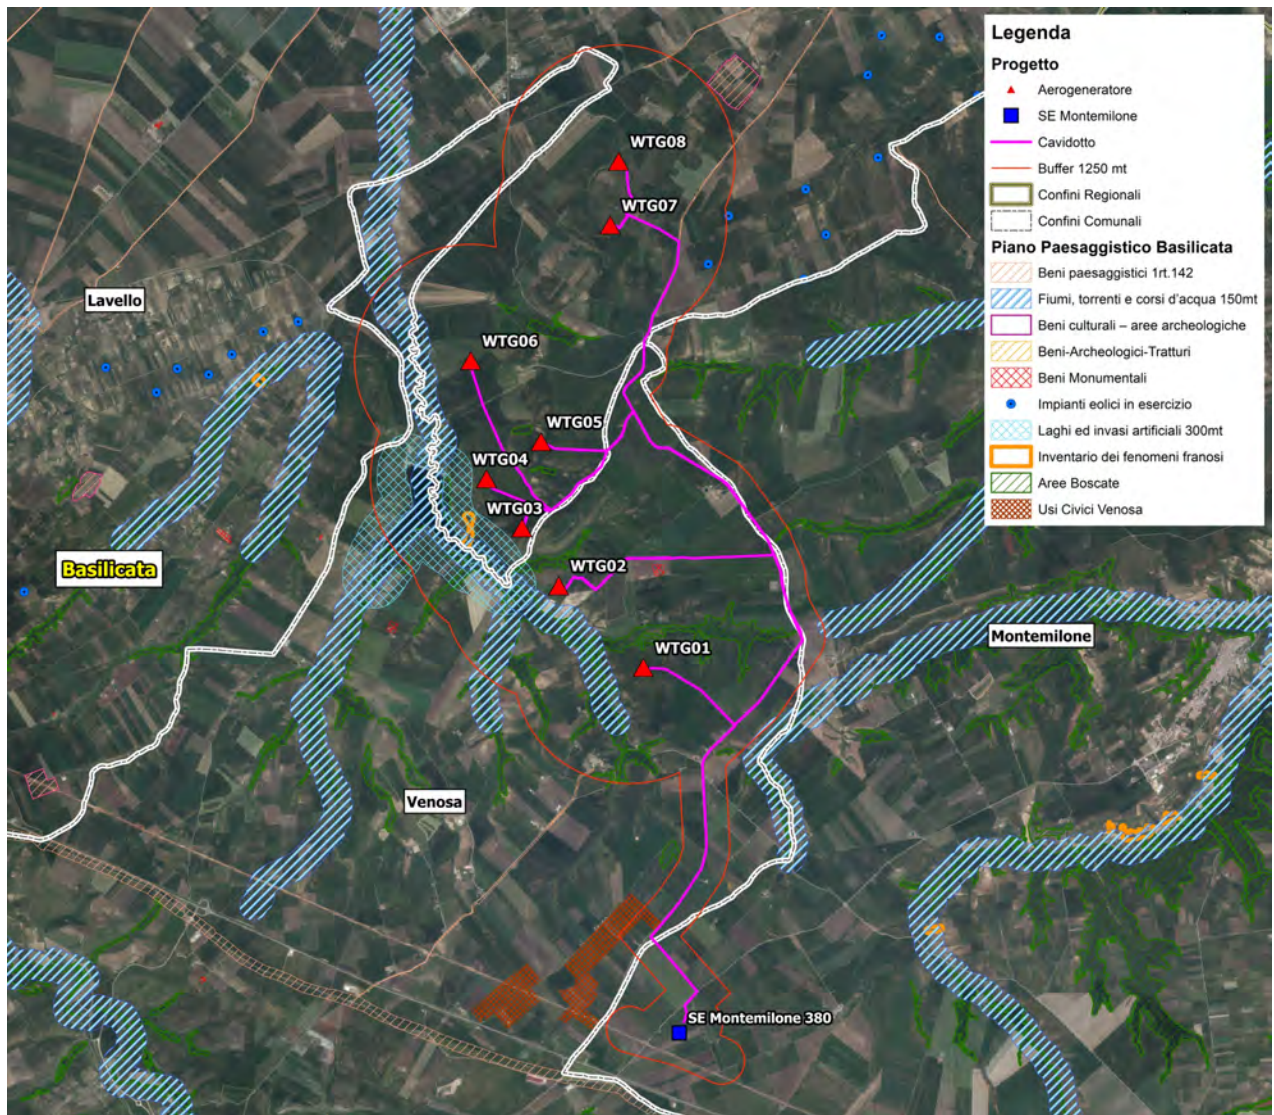 Legenda
Progetto
Aerogeneratore
SE Montemilone
Cavidotto
Buffer 1250 mt
Confini Regionali
Confini Comunali
Piano Paesaggistico Basilicata
Beni paesaggistici 1rt.142
Fiumi, torrenti e corsi d'acqua 150mt
Beni culturali – aree archeologiche
Beni-Archeologici-Tratturi
Beni Monumentali
Impianti eolici in esercizio
Laghi ed invasi artificiali 300mt
Inventario dei fenomeni franosi
Aree Boscate
Usi Civici Venosa
WTG08
WTG07
Lavello
WTG06
WTG05
WTG04
WTG03
Basilicata
WTG02
Montemilone
WTG01
Venosa
SE Montemilone 380